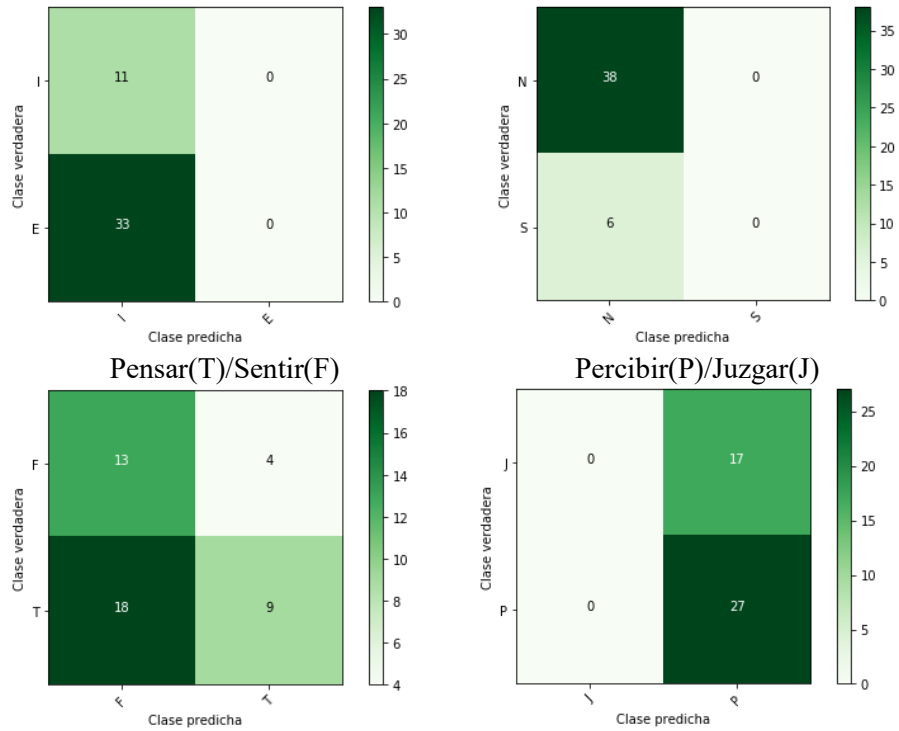 I
E
Clase verdadera
11
0
33
0
I
E
Clase predicha
30
25
20
15
10
5
0
N
S
Clase verdadera
38
0
6
0
N
S
Clase predicha
35
30
25
20
15
10
5
0
Pensar(T)/Sentir(F)
F
T
Clase verdadera
13
4
18
9
F
T
Clase predicha
18
16
14
12
10
8
6
4
Percibir(P)/Juzgar(J)
J
P
Clase verdadera
0
17
0
27
J
P
Clase predicha
25
20
15
10
5
0